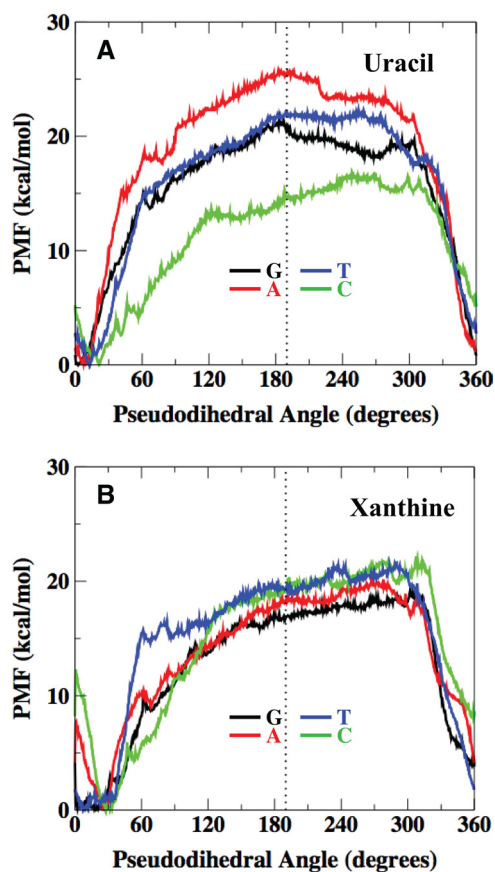 A
Uracil
PMF (kcal/mol)
30
20
10
0
G T
A C
0 60 120 180 240 300 360
Pseudodihedral Angle (degrees)
B
Xanthine
PMF (kcal/mol)
30
20
10
0
G T
A C
0 60 120 180 240 300 360
Pseudodihedral Angle (degrees)